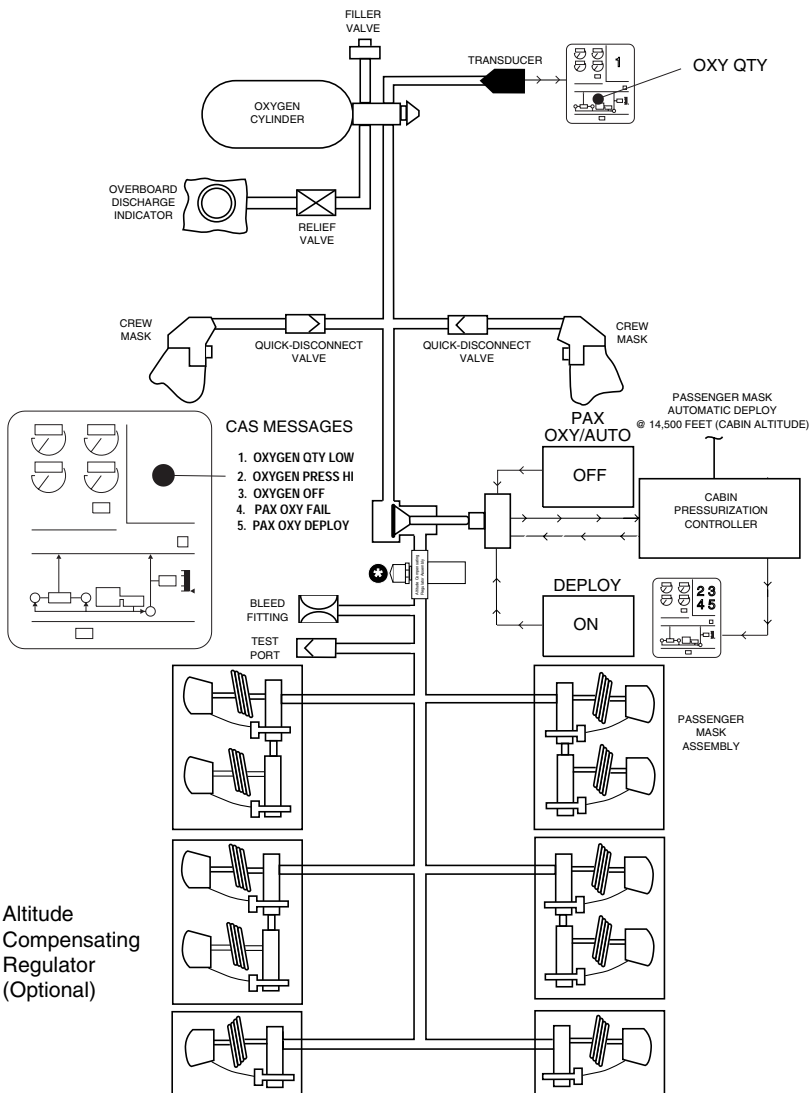 FILLER
VALVE
TRANSDUCER
1
OXY QTY
OXYGEN
CYLINDER
OVERBOARD
DISCHARGE
INDICATOR
RELIEF
VALVE
CREW
MASK
QUICK-DISCONNECT
VALVE
QUICK-DISCONNECT
VALVE
CREW
MASK
PASSENGER MASK
AUTOMATIC DEPLOY
@ 14,500 FEET (CABIN ALTITUDE)
CAS MESSAGES
1. OXYGEN QTY LOW
2. OXYGEN PRESS HI
3. OXYGEN OFF
4. PAX OXY FAIL
5. PAX OXY DEPLOY
PAX
OXY/AUTO
OFF
CABIN
PRESSURIZATION
CONTROLLER
Altitude Compensating
Regulator Assembly
*
DEPLOY
ON
2 3
4 5
BLEED
FITTING
TEST
PORT
PASSENGER
MASK
ASSEMBLY
Altitude
Compensating
Regulator
(Optional)